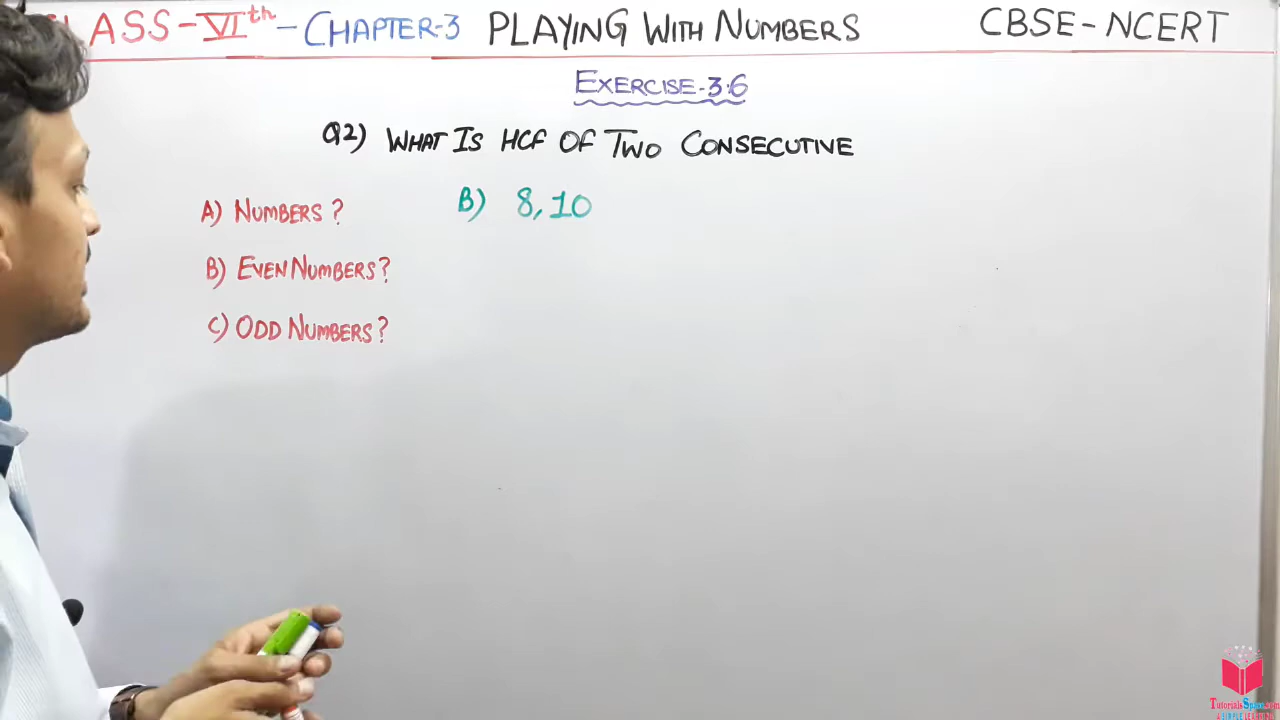 LASS-VIth - CHAPTER-3 PLAYING WITH NUMBERS CBSE-NCERT
EXERCISE-3.6
Q2) WHAT IS HCF OF TWO CONSECUTIVE
A) NUMBERS?
B) 8,10
B) EVEN NUMBERS?
C) ODD NUMBERS?